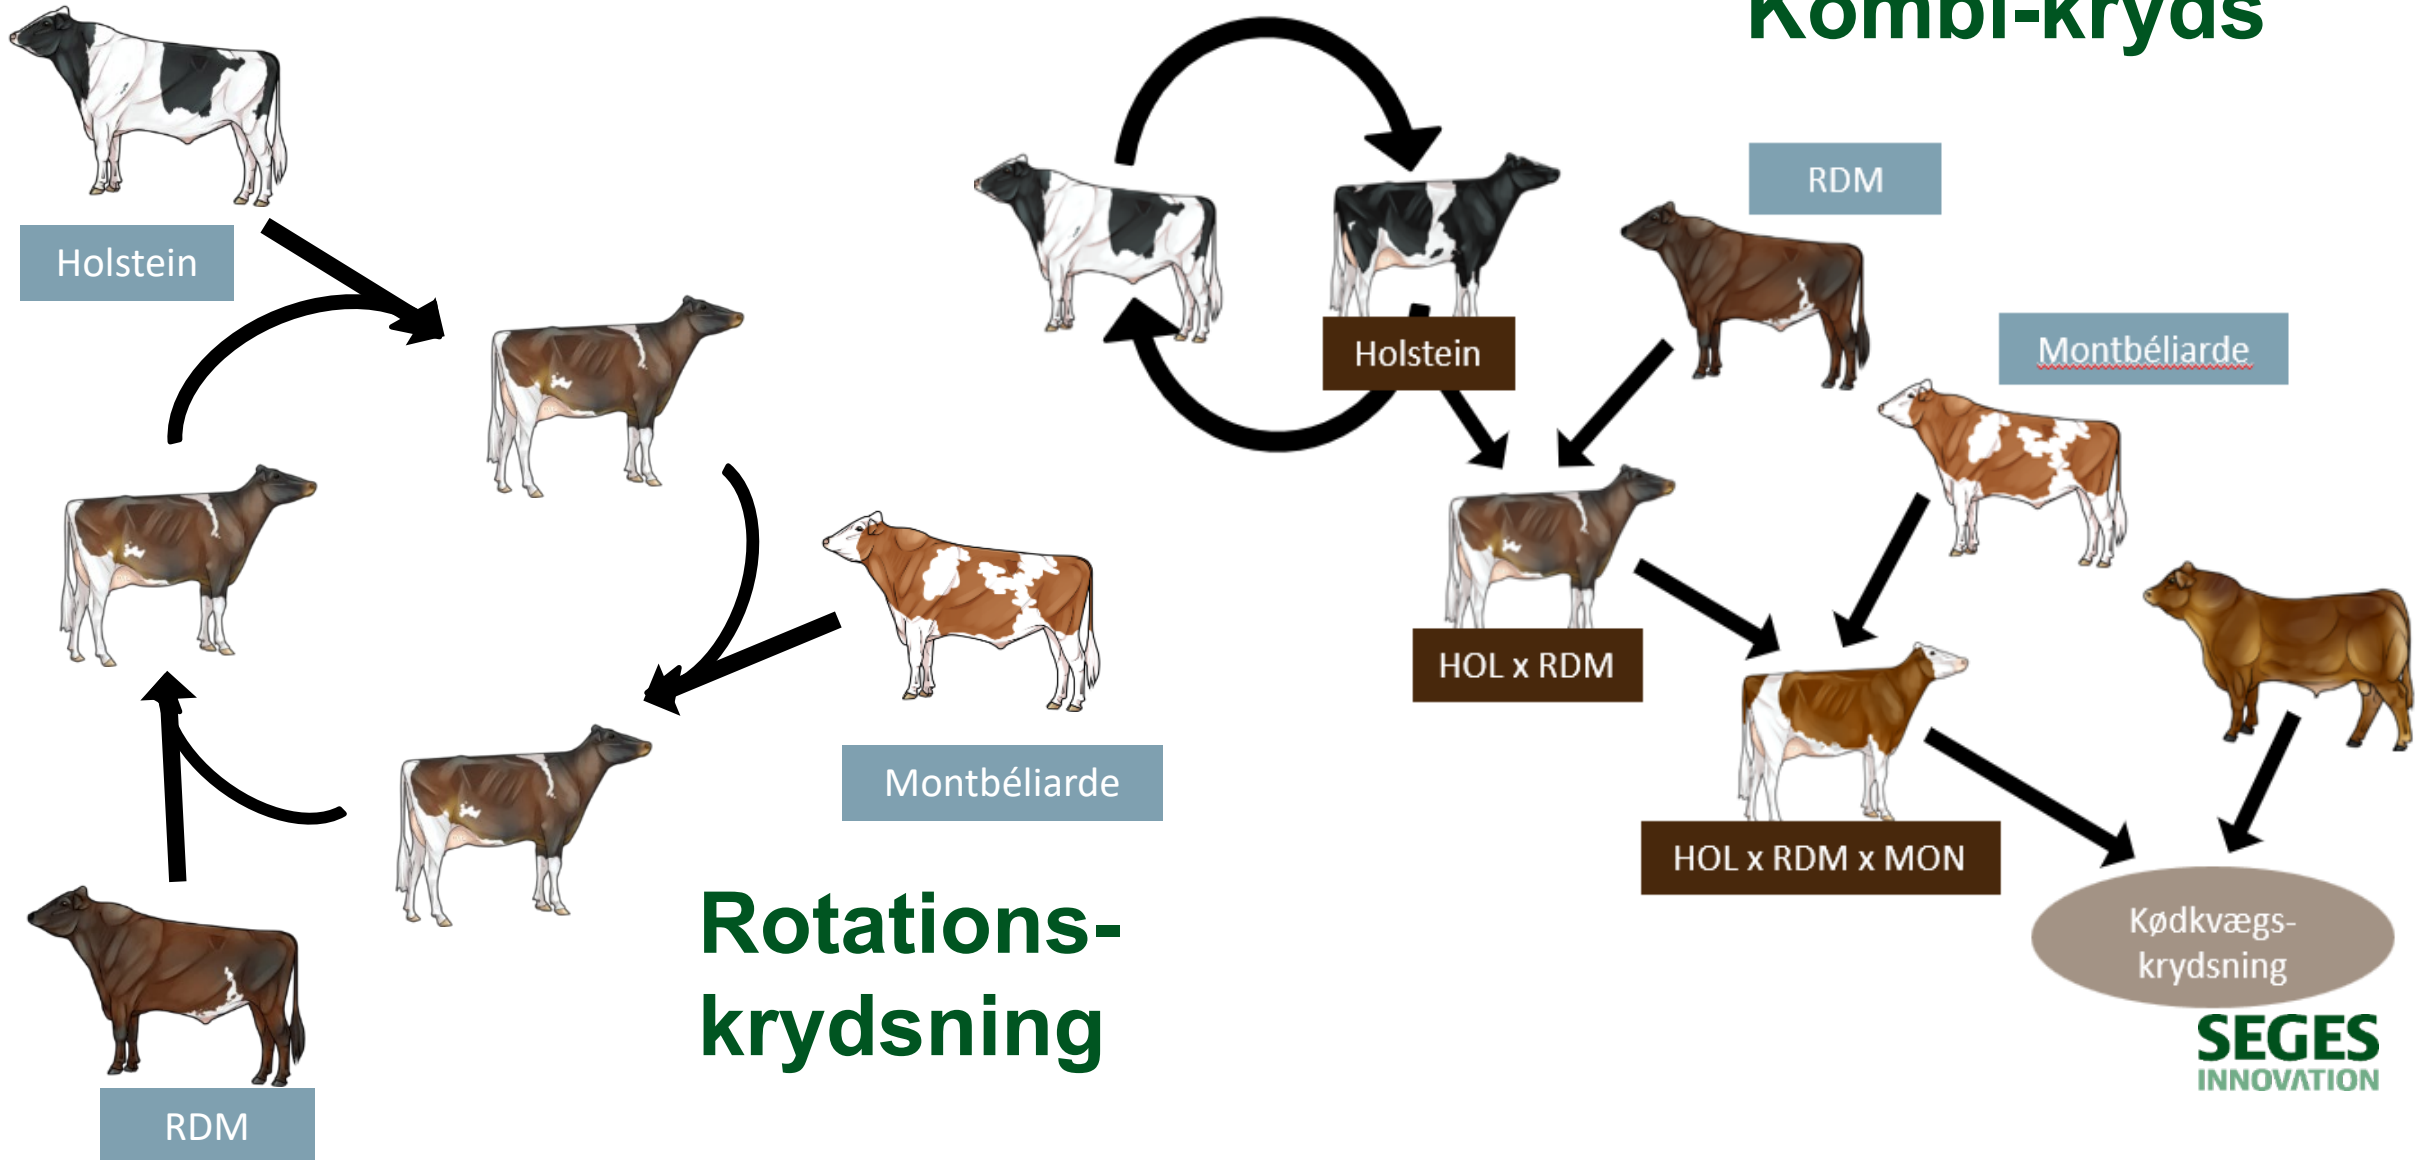 Kombi-kryds
Holstein
RDM
Holstein
Montbéliarde
HOL x RDM
Montbéliarde
HOL x RDM x MON
Rotations-
krydsning
Kødkvægs-
krydsning
SEGES
INNOVATION
RDM